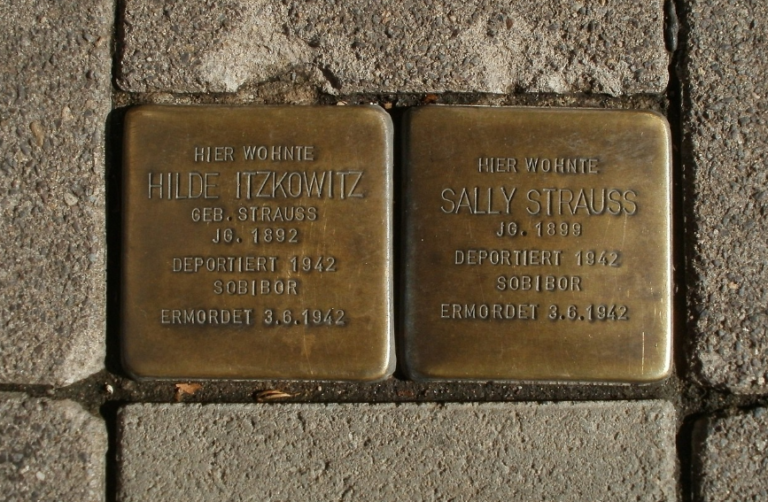 HIER WOHNTE
HILDE ITZKOWITZ
GEB. STRAUSS
JG. 1892
DEPORTIERT 1942
SOBIBOR
ERMORDET 3.6.1942
HIER WOHNTE
SALLY STRAUSS
JG. 1899
DEPORTIERT 1942
SOBIBOR
ERMORDET 3.6.1942